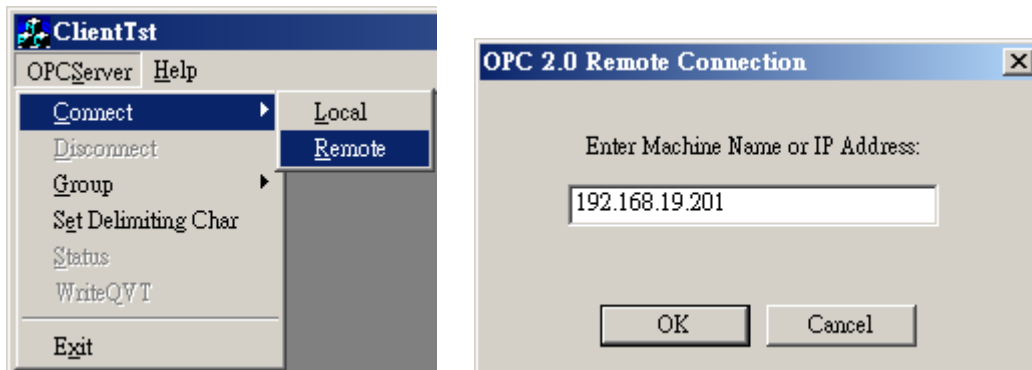 ClientTst
OPCServer Help
Connect
Local
Disconnect
Remote
Group
Set Delimiting Char
Status
WriteQVT
Exit
OPC 2.0 Remote Connection
Enter Machine Name or IP Address:
192.168.19.201
OK Cancel